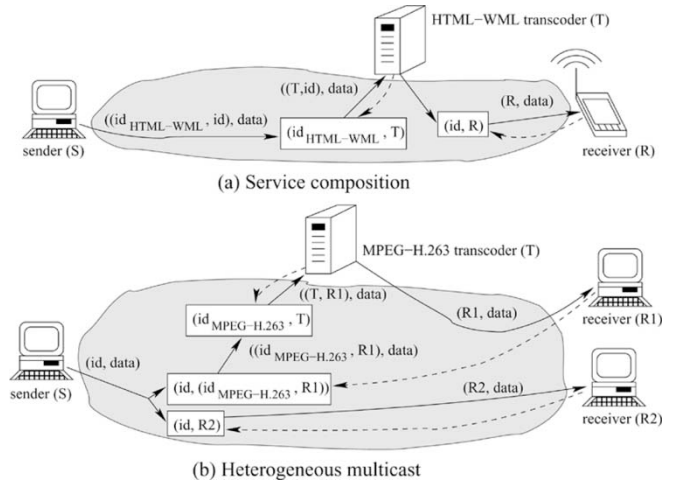 HTML−WML transcoder (T)
((T,id), data)
(R, data)
((id HTML−WML , id), data)
(id HTML−WML , T)
(id, R)
sender (S)
receiver (R)
(a) Service composition
MPEG−H.263 transcoder (T)
((T, R1), data)
(R1, data)
(id MPEG-H.263 , T)
receiver (R1)
((id MPEG-H.263 , R1), data)
(id, data)
(id, (id MPEG-H.263 , R1))
(R2, data)
sender (S)
(id, R2)
receiver (R2)
(b) Heterogeneous multicast